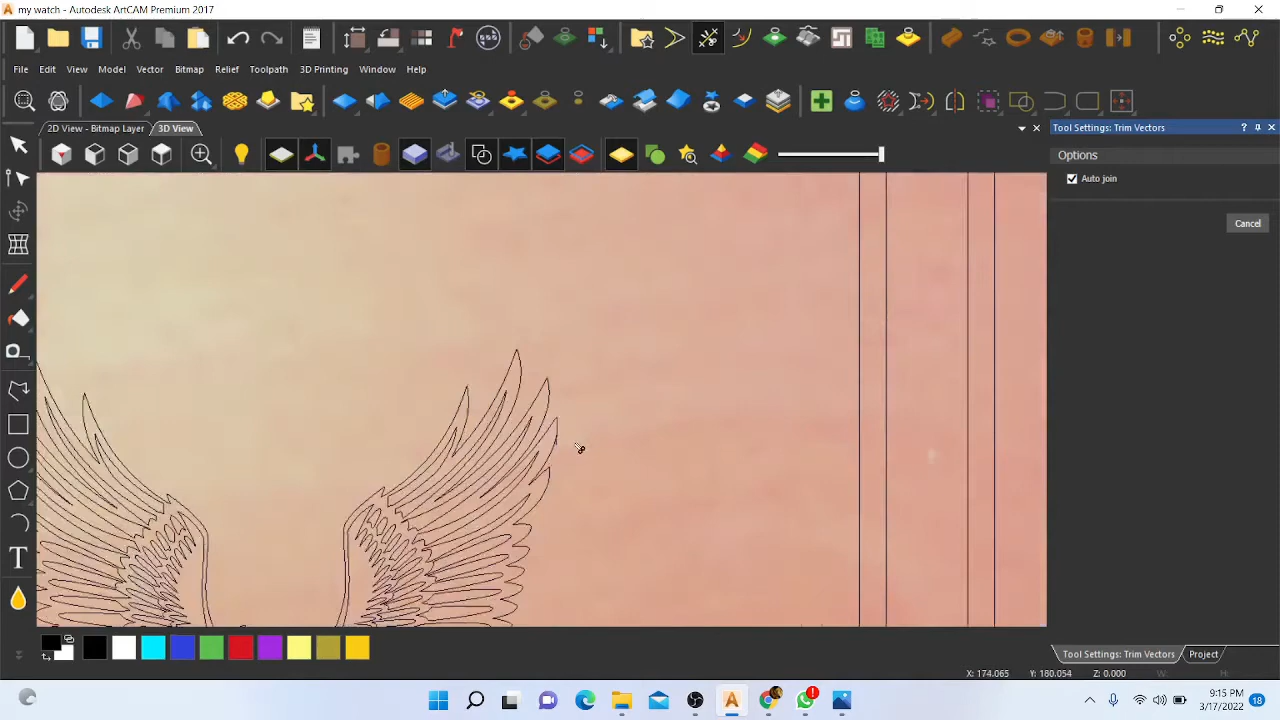 my watch - Autodesk ArtCAM Premium 2017
File Edit View Model Vector Bitmap Relief Toolpath 3D Printing Window Help
2D View - Bitmap Layer 3D View
Tool Settings: Trim Vectors
Options
Auto join
Cancel
Tool Settings: Trim Vectors Project
X: 174.065 Y: 180.054 Z: 0.000 W: H:
9:15 PM
3/17/2022
18